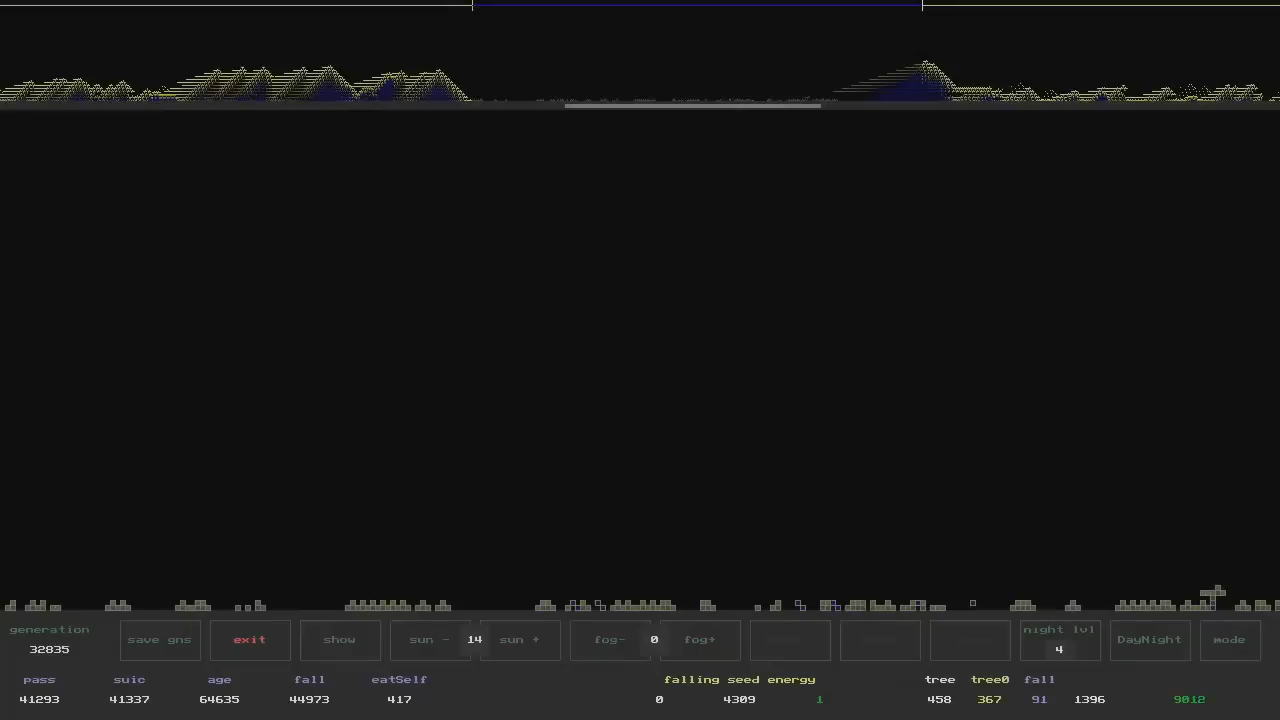 generation
32835
save gns
exit
show
sun - 14 sun +
fog- 0 fog+
night lvl
4
DayNight
mode
pass suic age fall eatSelf falling seed energy tree tree0 fall
41293 41337 64635 44973 417 0 4309 1 458 367 91 1396 9012